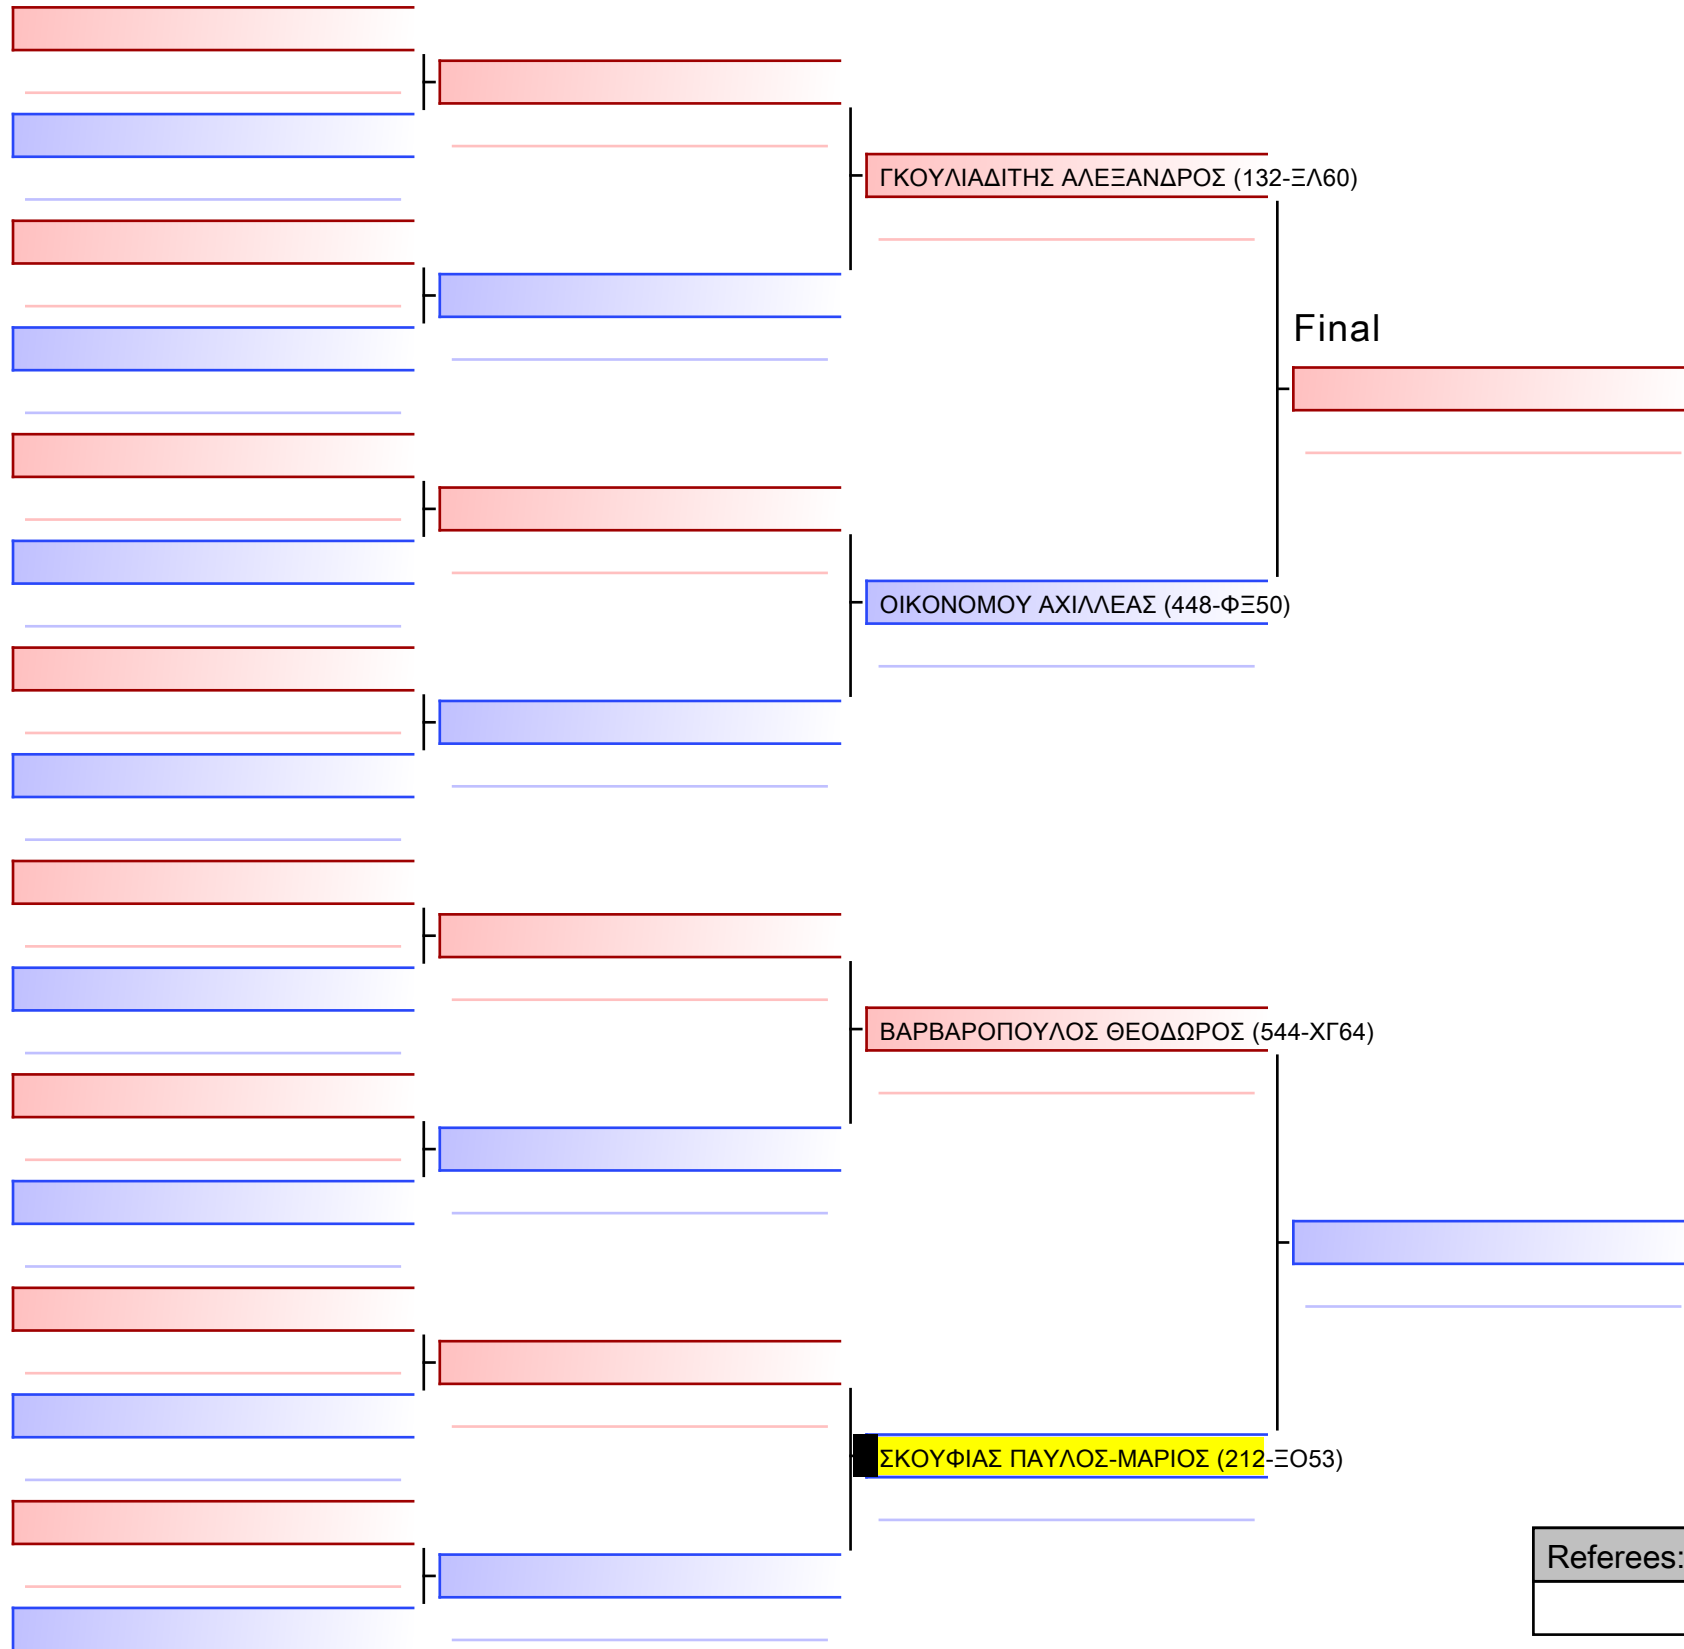 ΓΚΟΥΛΙΑΔΙΤΗΣ ΑΛΕΞΑΝΔΡΟΣ (132-ΞΛ60)
Final
ΟΙΚΟΝΟΜΟΥ ΑΧΙΛΛΕΑΣ (448-ΦΞ50)
ΒΑΡΒΑΡΟΠΟΥΛΟΣ ΘΕΟΔΩΡΟΣ (544-ΧΓ64)
ΣΚΟΥΦΙΑΣ ΠΑΥΛΟΣ-ΜΑΡΙΟΣ (212-ΞΟ53)
Referees: